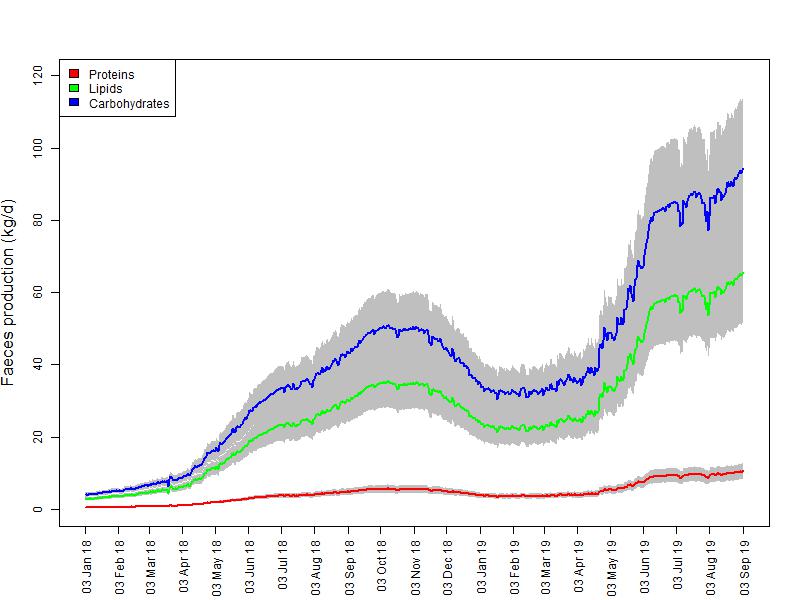 Proteins
Lipids
Carbohydrates
Faeces production (kg/d)
120
100
80
60
40
20
0
03 Jan 18
03 Feb 18
03 Mar 18
03 Apr 18
03 May 18
03 Jun 18
03 Jul 18
03 Aug 18
03 Sep 18
03 Oct 18
03 Nov 18
03 Dec 18
03 Jan 19
03 Feb 19
03 Mar 19
03 Apr 19
03 May 19
03 Jun 19
03 Jul 19
03 Aug 19
03 Sep 19